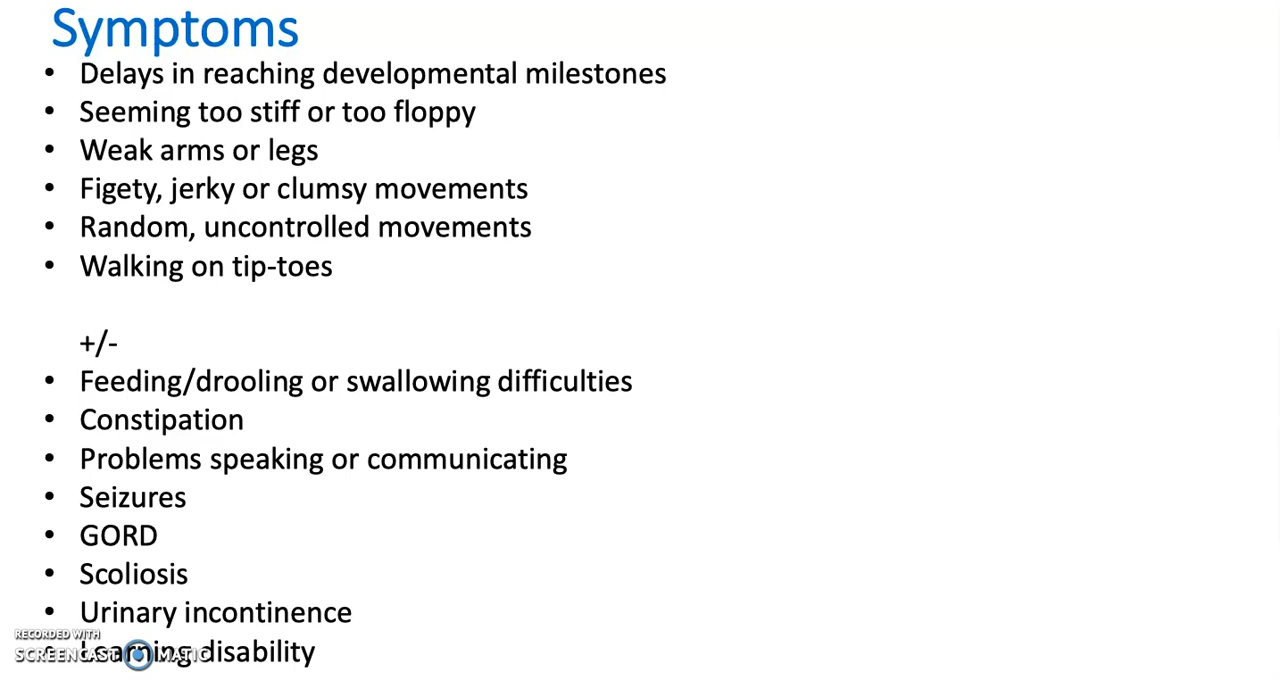 Symptoms
• Delays in reaching developmental milestones
• Seeming too stiff or too floppy
• Weak arms or legs
• Figety, jerky or clumsy movements
• Random, uncontrolled movements
• Walking on tip-toes
+/-
• Feeding/drooling or swallowing difficulties
• Constipation
• Problems speaking or communicating
• Seizures
• GORD
• Scoliosis
• Urinary incontinence
RECORDED WITH
• Learning disability
SCREENCAST MATIC